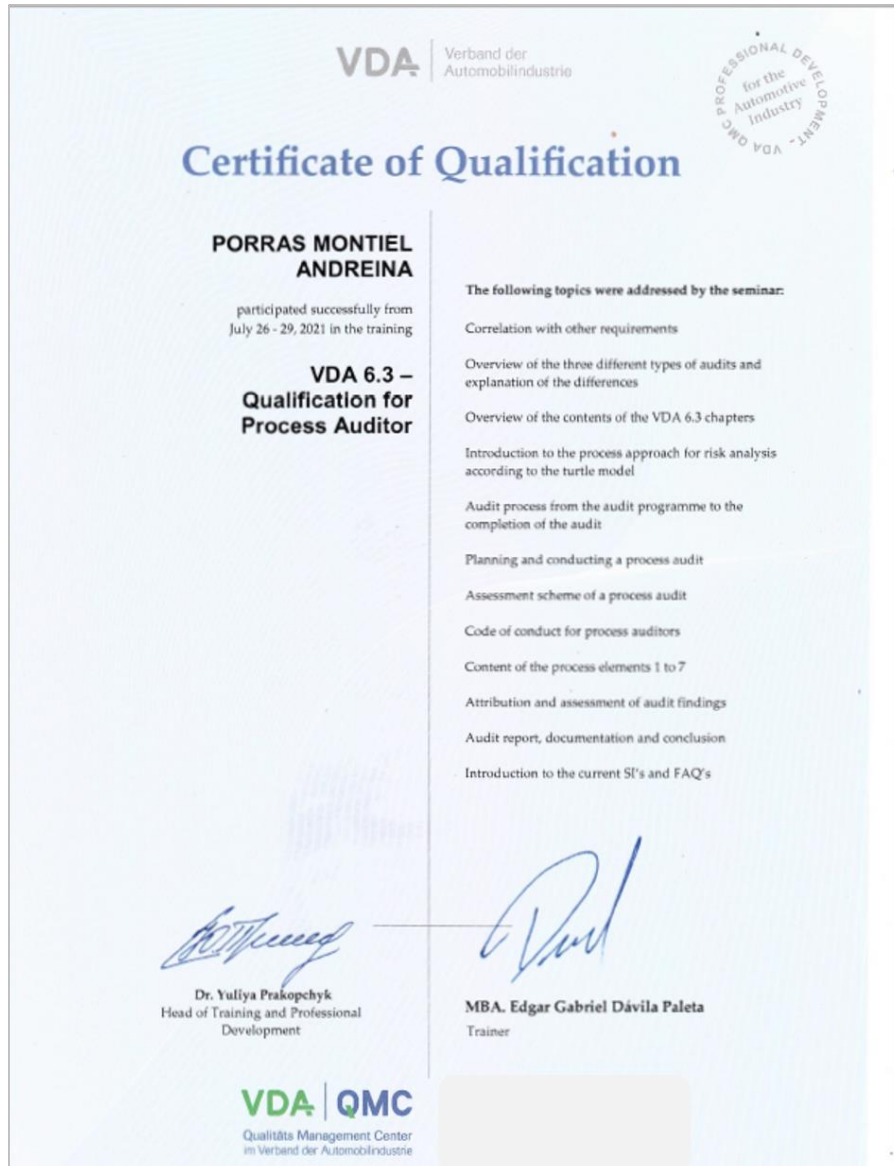 VDA
Verband der
Automobilindustrie
VDA QMC PROFESSIONAL DEVELOPMENT -
for the
Automotive
Industry
Certificate of Qualification
PORRAS MONTIEL
ANDREINA
participated successfully from
July 26 - 29, 2021 in the training
VDA 6.3 –
Qualification for
Process Auditor
The following topics were addressed by the seminar:
Correlation with other requirements
Overview of the three different types of audits and
explanation of the differences
Overview of the contents of the VDA 6.3 chapters
Introduction to the process approach for risk analysis
according to the turtle model
Audit process from the audit programme to the
completion of the audit
Planning and conducting a process audit
Assessment scheme of a process audit
Code of conduct for process auditors
Content of the process elements 1 to 7
Attribution and assessment of audit findings
Audit report, documentation and conclusion
Introduction to the current SI's and FAQ's
Dr. Yuliya Prakopchyk
Head of Training and Professional
Development
MBA. Edgar Gabriel Dávila Paleta
Trainer
VDA QMC
Qualitäts Management Center
im Verband der Automobilindustrie